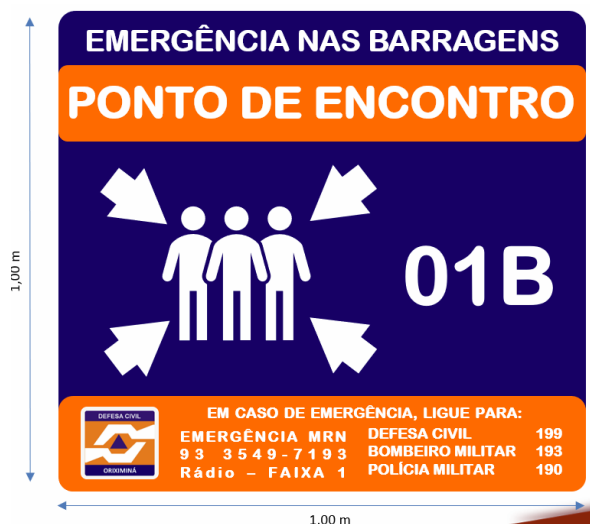 EMERGÊNCIA NAS BARRAGENS
PONTO DE ENCONTRO
1,00 m
01B
DEFESA CIVIL
ORIXIMINÁ
EM CASO DE EMERGÊNCIA, LIGUE PARA:
EMERGÊNCIA MRN
93 3549-7193
Rádio – FAIXA 1
DEFESA CIVIL 199
BOMBEIRO MILITAR 193
POLÍCIA MILITAR 190
1,00 m